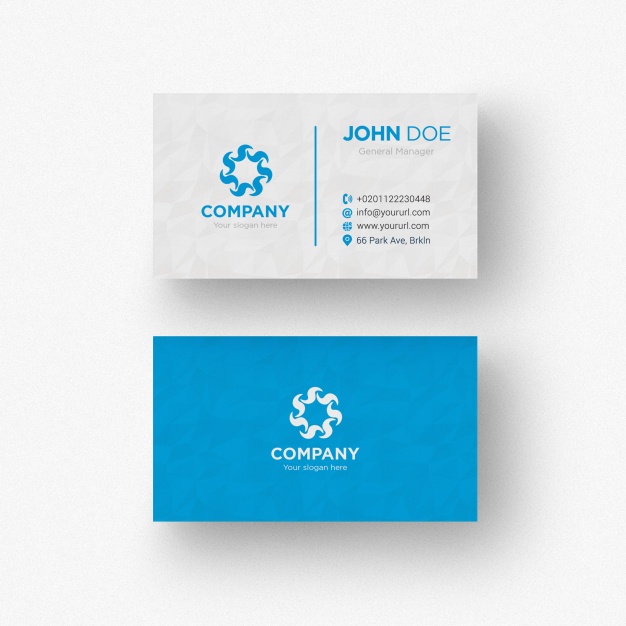 COMPANY
Your slogan here
JOHN DOE
General Manager
+0201122230448
info@yoururl.com
www.yoururl.com
66 Park Ave, Brkln
COMPANY
Your slogan here